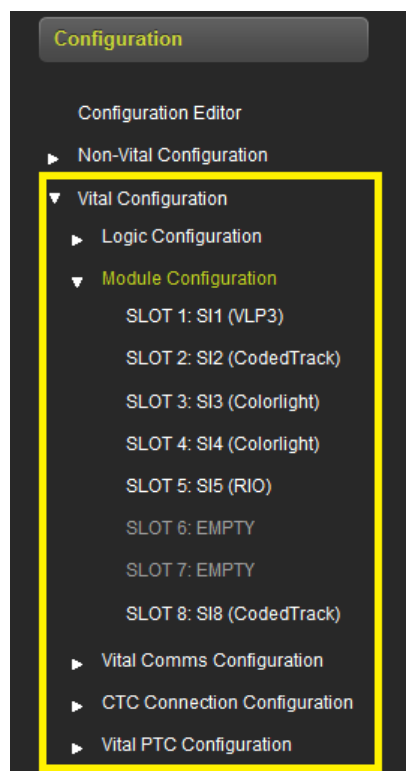 Configuration
Configuration Editor
Non-Vital Configuration
Vital Configuration
Logic Configuration
Module Configuration
SLOT 1: SI1 (VLP3)
SLOT 2: SI2 (CodedTrack)
SLOT 3: SI3 (Colorlight)
SLOT 4: SI4 (Colorlight)
SLOT 5: SI5 (RIO)
SLOT 6: EMPTY
SLOT 7: EMPTY
SLOT 8: SI8 (CodedTrack)
Vital Comms Configuration
CTC Connection Configuration
Vital PTC Configuration